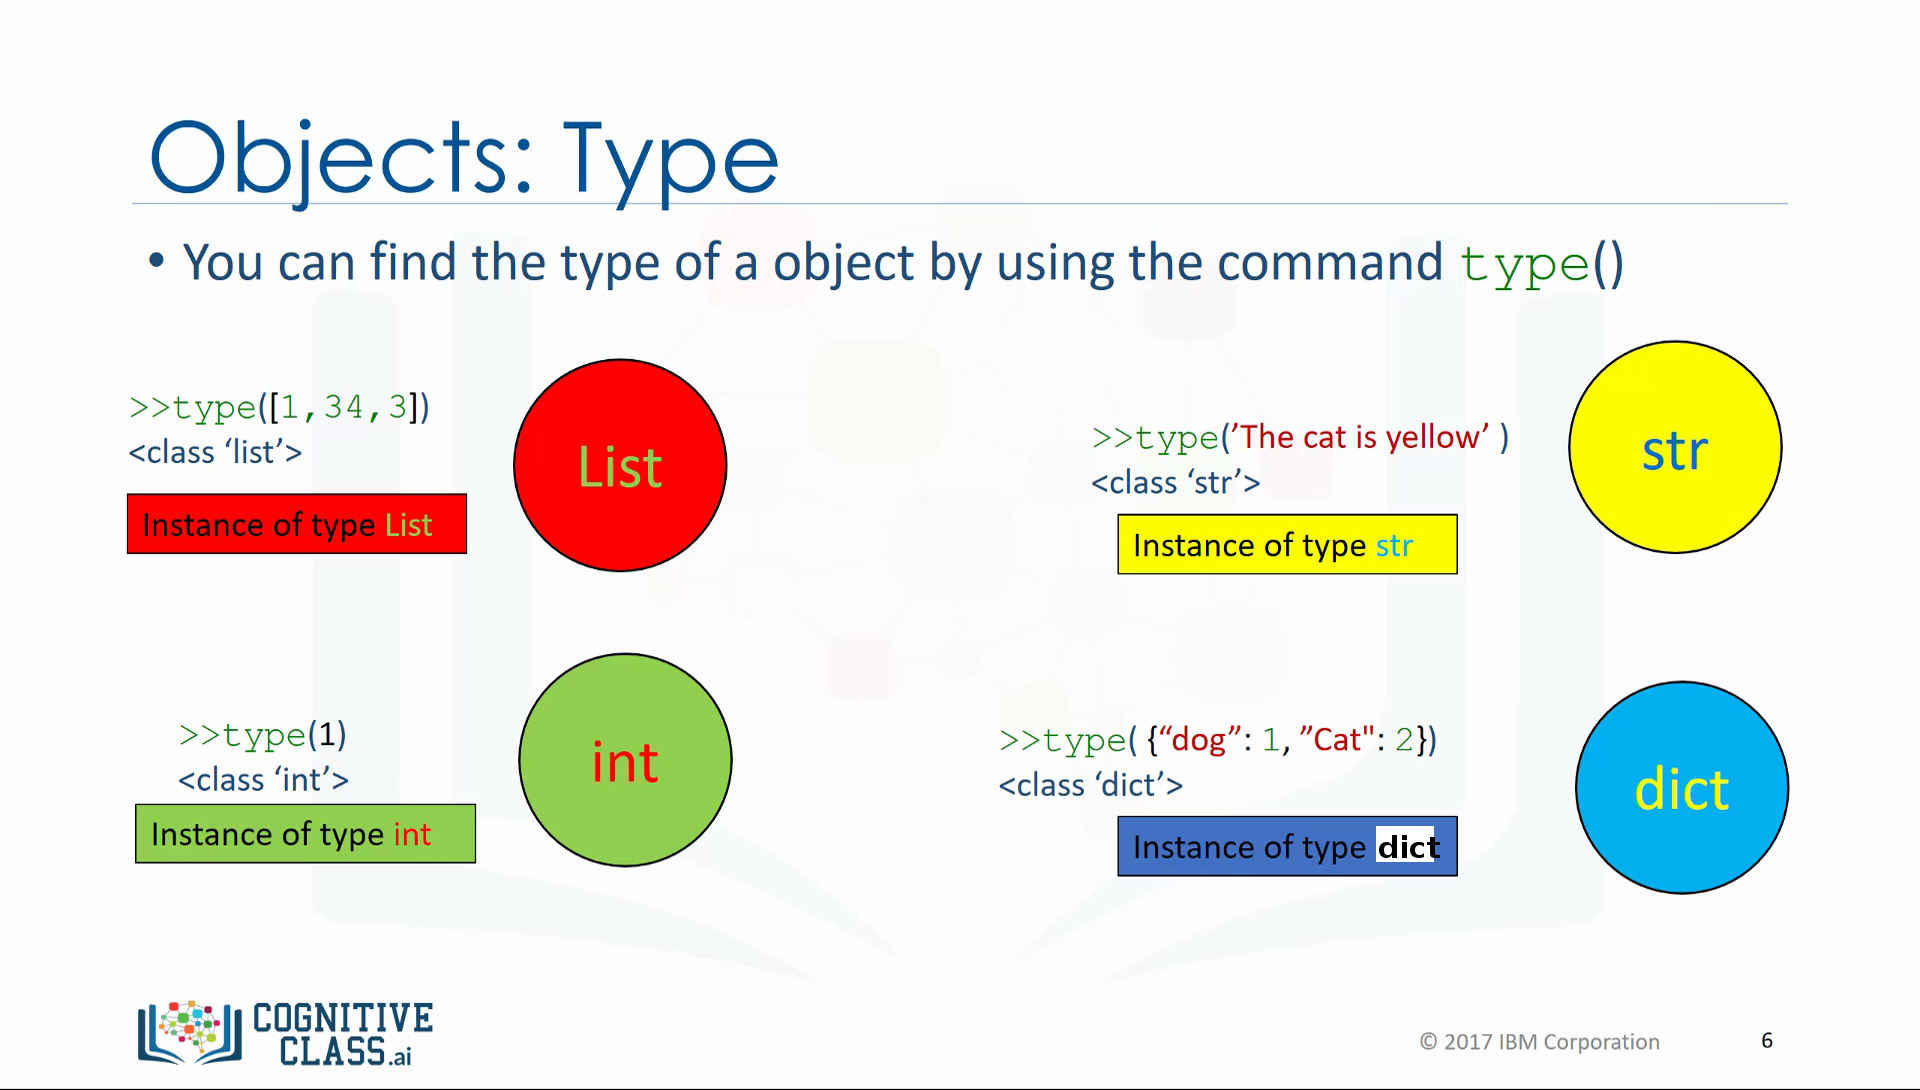 Objects: Type
• You can find the type of a object by using the command type()
>>type([1,34,3])
<class ‘list’>
Instance of type List
List
>>type(’The cat is yellow’ )
<class ‘str’>
Instance of type str
str
>>type(1)
<class ‘int’>
Instance of type int
int
>>type( {“dog”: 1, ”Cat": 2})
<class ‘dict’>
Instance of type dict
dict
COGNITIVE
CLASS.ai
© 2017 IBM Corporation
6